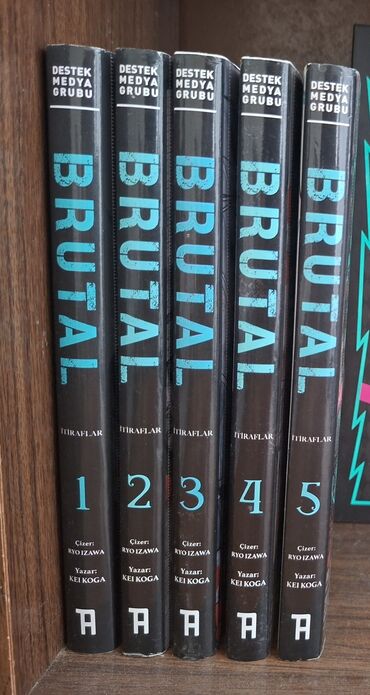 DESTEK
MEDYA
GRUBU
BRUTAL
İTİRAFLAR
1
Çizer:
RYO IZAWA
Yazar:
KEI KOGA
DESTEK
MEDYA
GRUBU
BRUTAL
İTİRAFLAR
2
Çizer:
RYO IZAWA
Yazar:
KEI KOGA
DESTEK
MEDYA
GRUBU
BRUTAL
İTİRAFLAR
3
Çizer:
RYO IZAWA
Yazar:
KEI KOGA
DESTEK
MEDYA
GRUBU
BRUTAL
İTİRAFLAR
4
Çizer:
RYO IZAWA
Yazar:
KEI KOGA
DESTEK
MEDYA
GRUBU
BRUTAL
İTİRAFLAR
5
Çizer:
RYO IZAWA
Yazar:
KEI KOGA